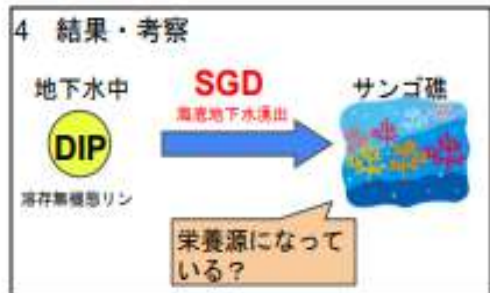 4 結果・考察
地下水中
SGD
サンゴ礁
海底地下水湧出
DIP
溶存無機態リン
栄養源になって
いる？